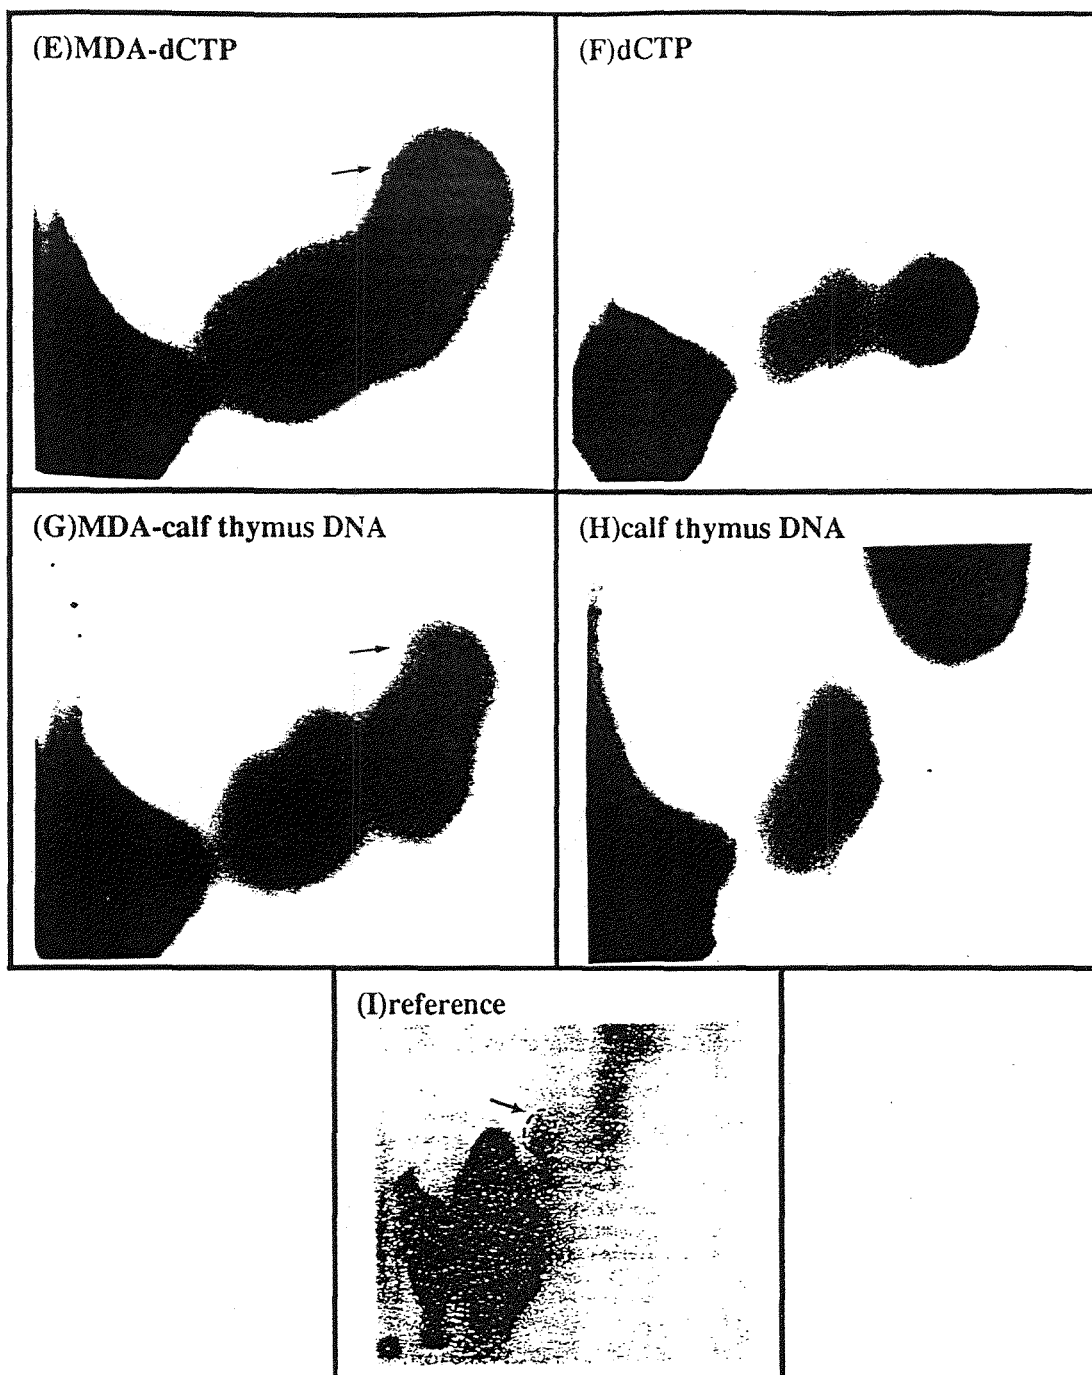 (E)MDA-dCTP
(F)dCTP
(G)MDA-calf thymus DNA
(H)calf thymus DNA
(I)reference